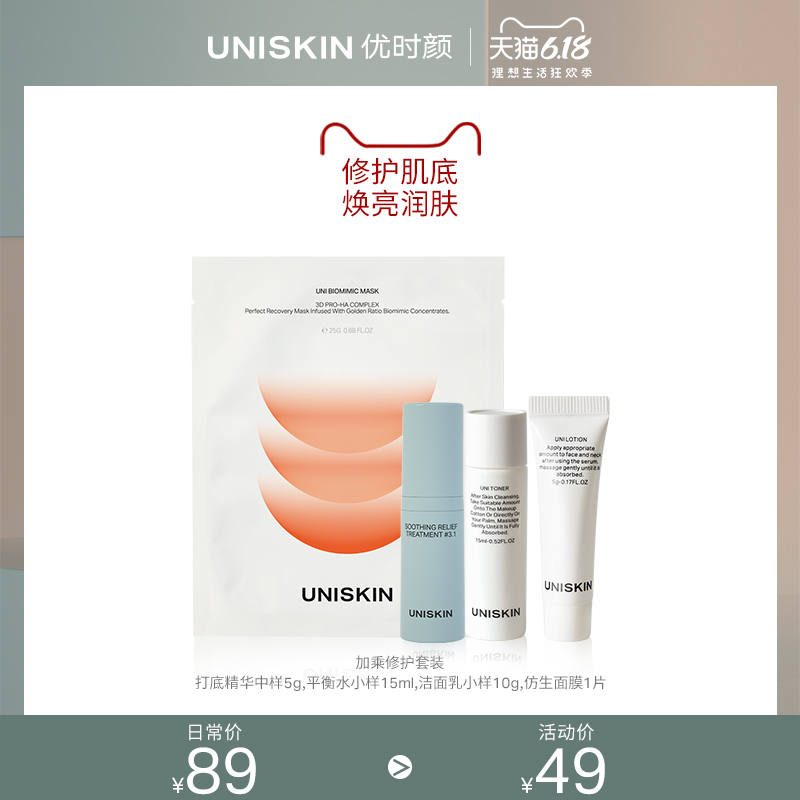 UNISKIN 优时颜
天猫6.18
理想生活狂欢季
修护肌底
焕亮润肤
UNI BIOMIMIC MASK
3D PRO-HA COMPLEX
Perfect Recovery Mask Infused With Golden Ratio Biomimic Concentrates.
℮ 25G 0.88 FL.OZ
UNISKIN
SOOTHING RELIEF
TREATMENT #3.1
UNISKIN
UNI TONER
After Skin Cleansing,
Take Suitable Amount
Onto The Makeup
Cotton Or Directly On
Your Palm, Massage
Gently Until It Is Fully
Absorbed.
15ml-0.52FL.OZ
UNISKIN
UNI LOTION
Apply appropriate
amount to face and neck
after using the serum,
massage gently until it is
absorbed.
5g-0.17FL.OZ
UNISKIN
加乘修护套装
打底精华中样5g,平衡水小样15ml,洁面乳小样10g,仿生面膜1片
日常价
¥89
>
活动价
¥49